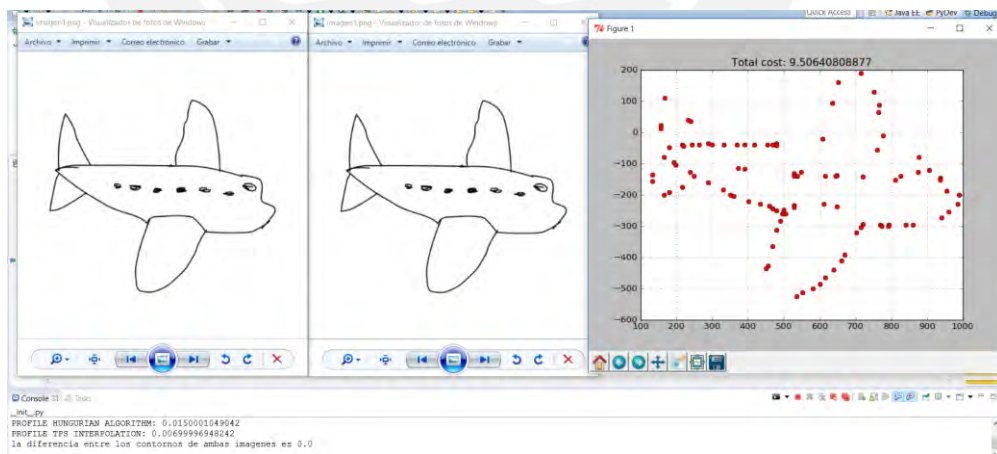 imagen1.png - Visualizador de fotos de Windows
Archivo Imprimir Correo electrónico Grabar
imagen1.png - Visualizador de fotos de Windows
Archivo Imprimir Correo electrónico Grabar
Quick Access Java EE PyDev Debug
Figure 1
Total cost: 9.50640808877
200
100
0
−100
−200
−300
−400
−500
−600
100 200 300 400 500 600 700 800 900 1000
Console
_init_.py
PROFILE HUNGURIAN ALGORITHM: 0.0150001049042
PROFILE TPS INTERPOLATION: 0.00699996948242
la diferencia entre los contornos de ambas imagenes es 0.0